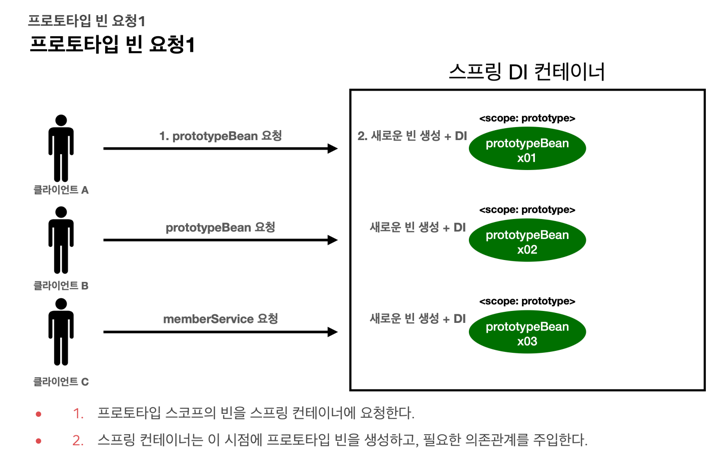 프로토타입 빈 요청1
프로토타입 빈 요청1
스프링 DI 컨테이너
1. prototypeBean 요청
2. 새로운 빈 생성 + DI
<scope: prototype>
prototypeBean
x01
클라이언트 A
prototypeBean 요청
새로운 빈 생성 + DI
<scope: prototype>
prototypeBean
x02
클라이언트 B
memberService 요청
새로운 빈 생성 + DI
<scope: prototype>
prototypeBean
x03
클라이언트 C
• 1. 프로토타입 스코프의 빈을 스프링 컨테이너에 요청한다.
• 2. 스프링 컨테이너는 이 시점에 프로토타입 빈을 생성하고, 필요한 의존관계를 주입한다.